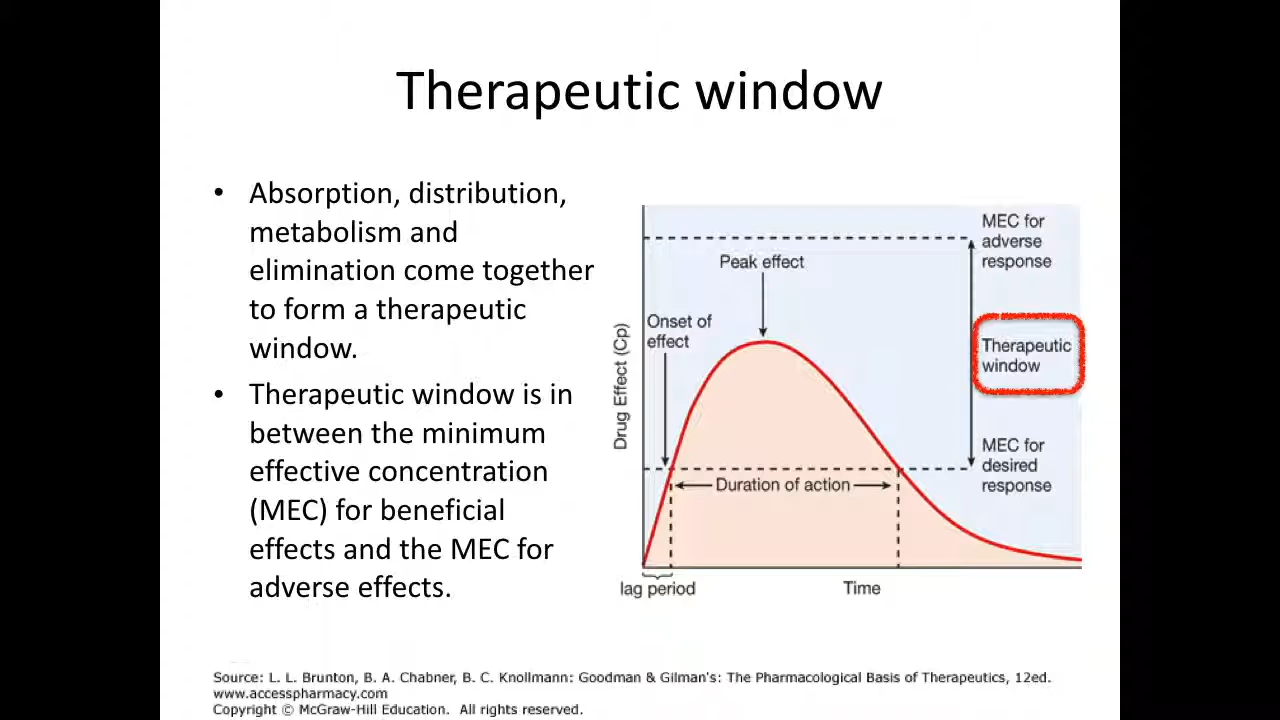 Therapeutic window
• Absorption, distribution,
metabolism and
elimination come together
to form a therapeutic
window.
• Therapeutic window is in
between the minimum
effective concentration
(MEC) for beneficial
effects and the MEC for
adverse effects.
MEC for
adverse
response
Peak effect
Onset of
effect
Therapeutic
window
Drug Effect (Cp)
MEC for
desired
response
Duration of action
lag period
Time
Source: L. L. Brunton, B. A. Chabner, B. C. Knollmann: Goodman & Gilman's: The Pharmacological Basis of Therapeutics, 12ed.
www.accesspharmacy.com
Copyright © McGraw-Hill Education. All rights reserved.